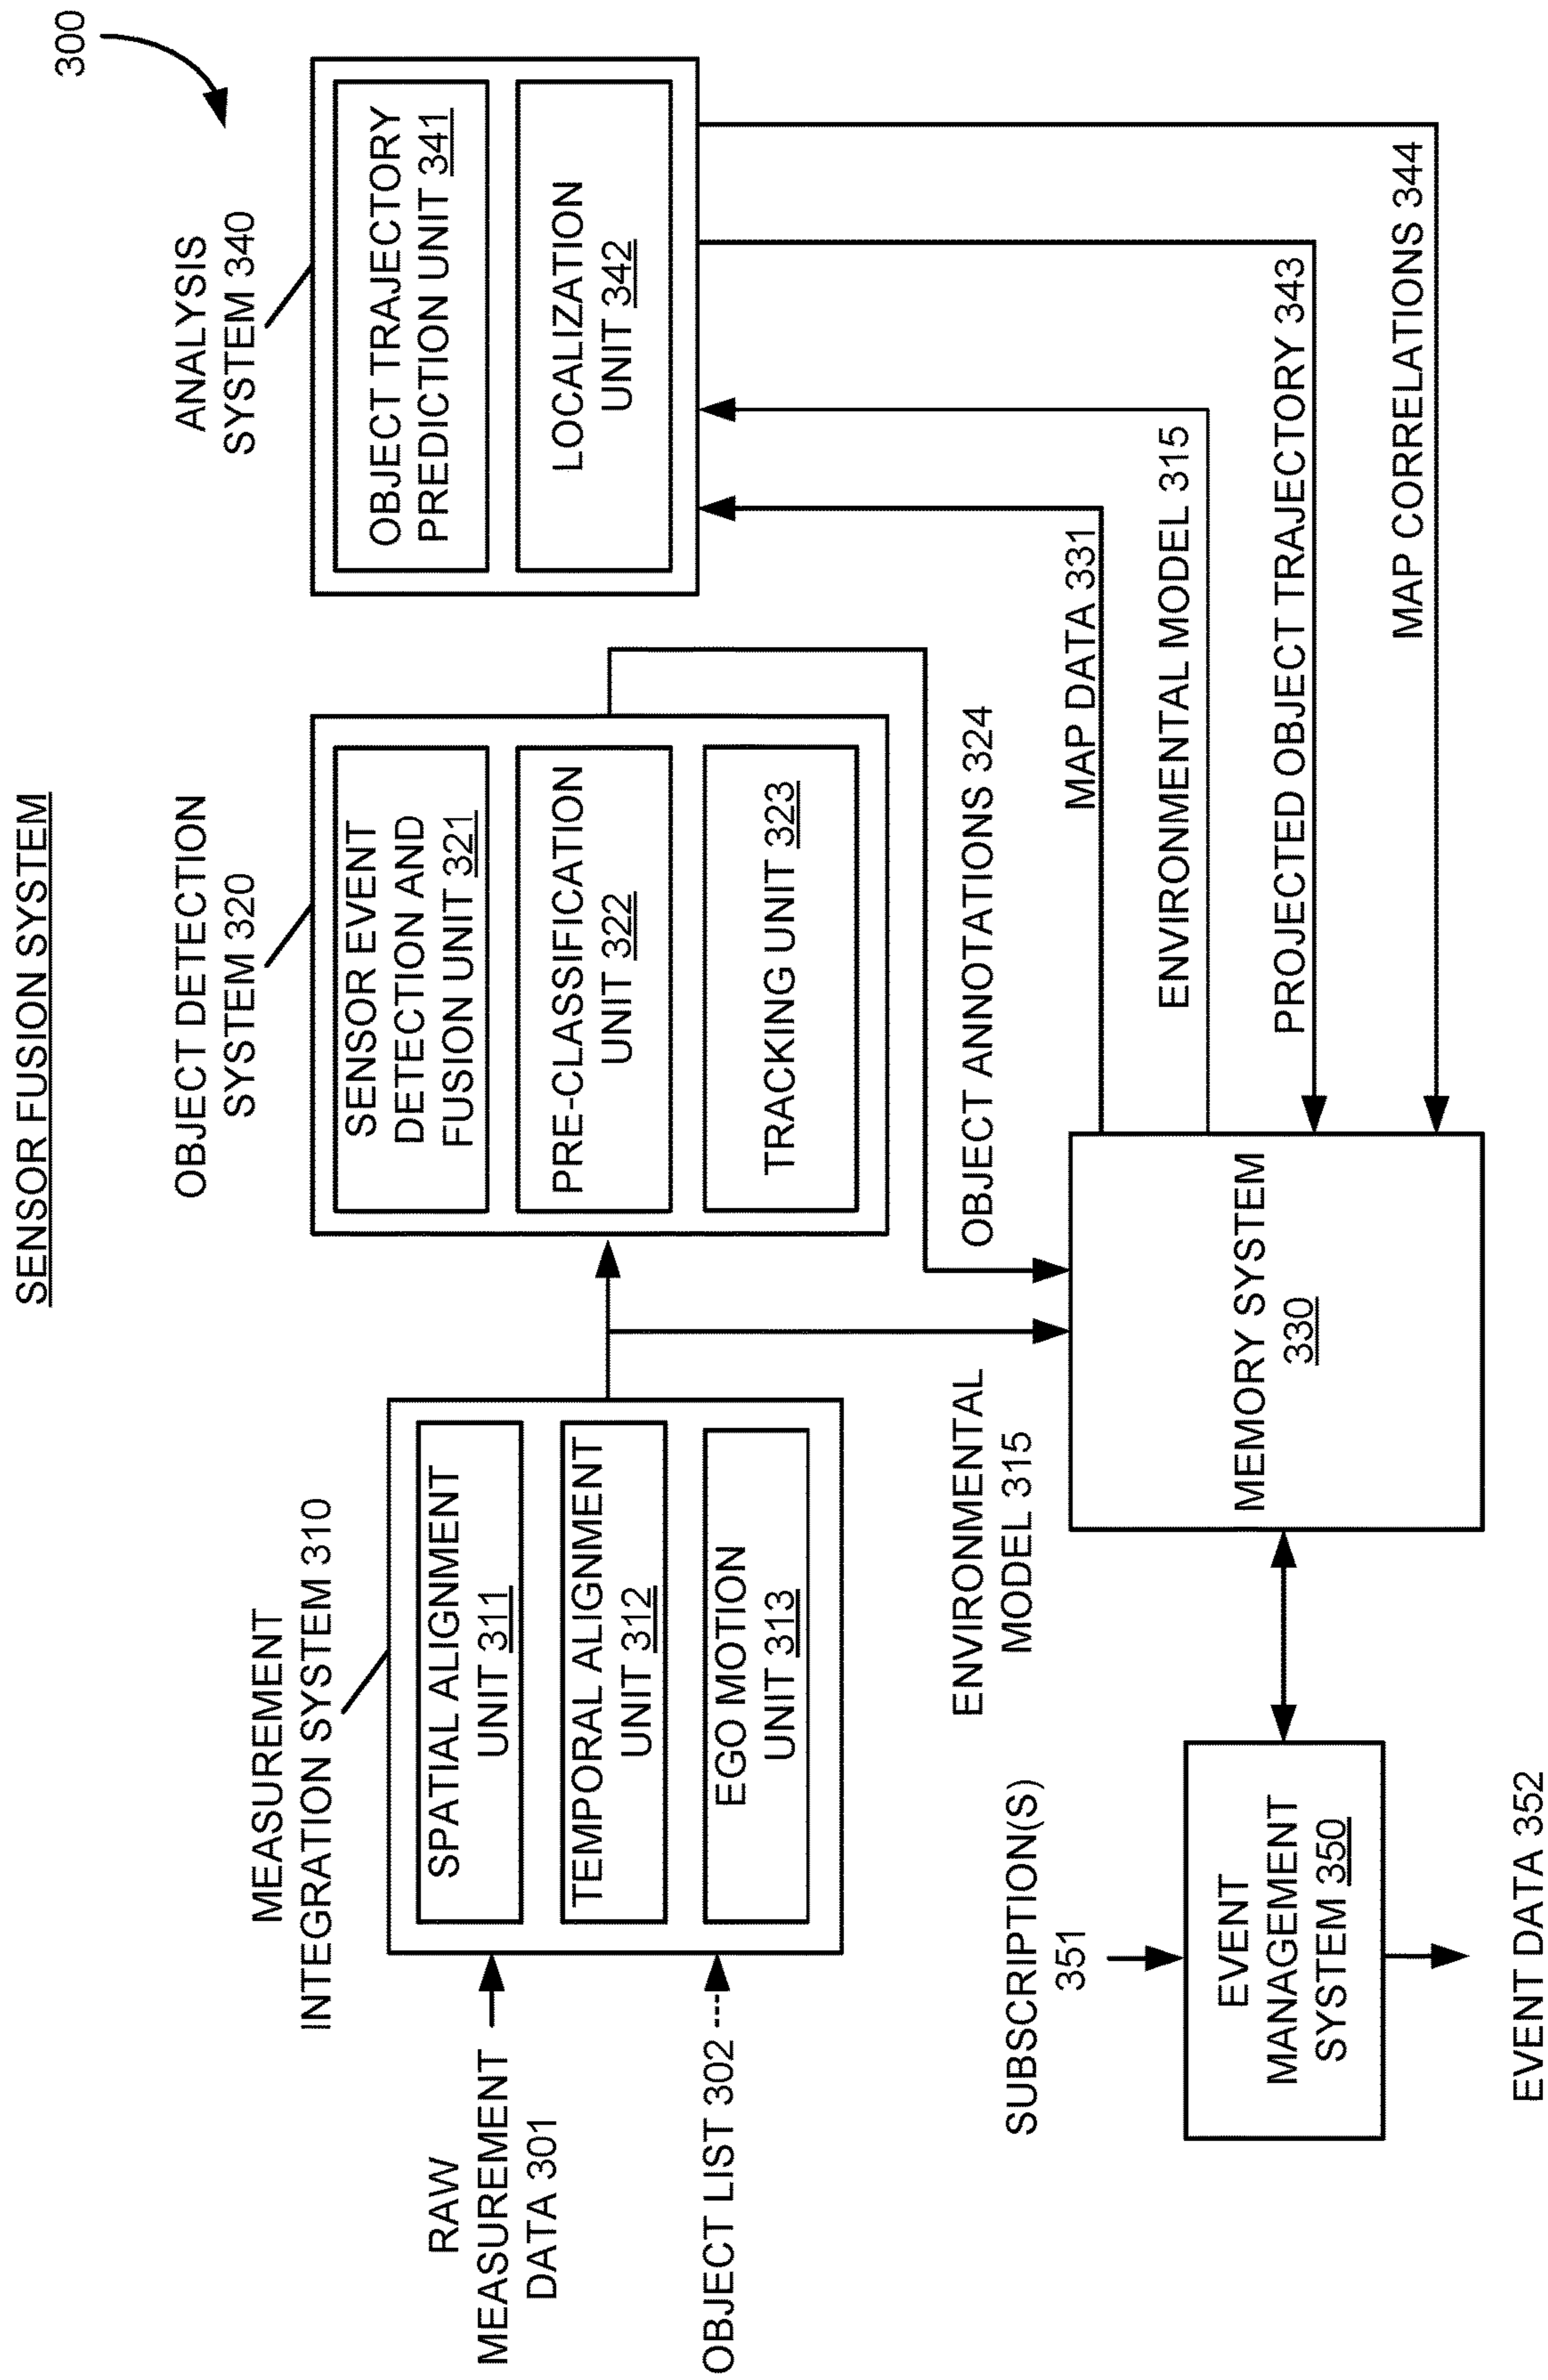 SENSOR FUSION SYSTEM
300
MEASUREMENT
INTEGRATION SYSTEM 310
OBJECT DETECTION
SYSTEM 320
ANALYSIS
SYSTEM 340
RAW
MEASUREMENT
DATA 301
OBJECT LIST 302
SPATIAL ALIGNMENT
UNIT 311
TEMPORAL ALIGNMENT
UNIT 312
EGO MOTION
UNIT 313
SENSOR EVENT
DETECTION AND
FUSION UNIT 321
PRE-CLASSIFICATION
UNIT 322
TRACKING UNIT 323
OBJECT TRAJECTORY
PREDICTION UNIT 341
LOCALIZATION
UNIT 342
ENVIRONMENTAL
MODEL 315
OBJECT ANNOTATIONS 324
MAP DATA 331
ENVIRONMENTAL MODEL 315
PROJECTED OBJECT TRAJECTORY 343
MAP CORRELATIONS 344
SUBSCRIPTION(S)
351
EVENT
MANAGEMENT
SYSTEM 350
MEMORY SYSTEM
330
EVENT DATA 352